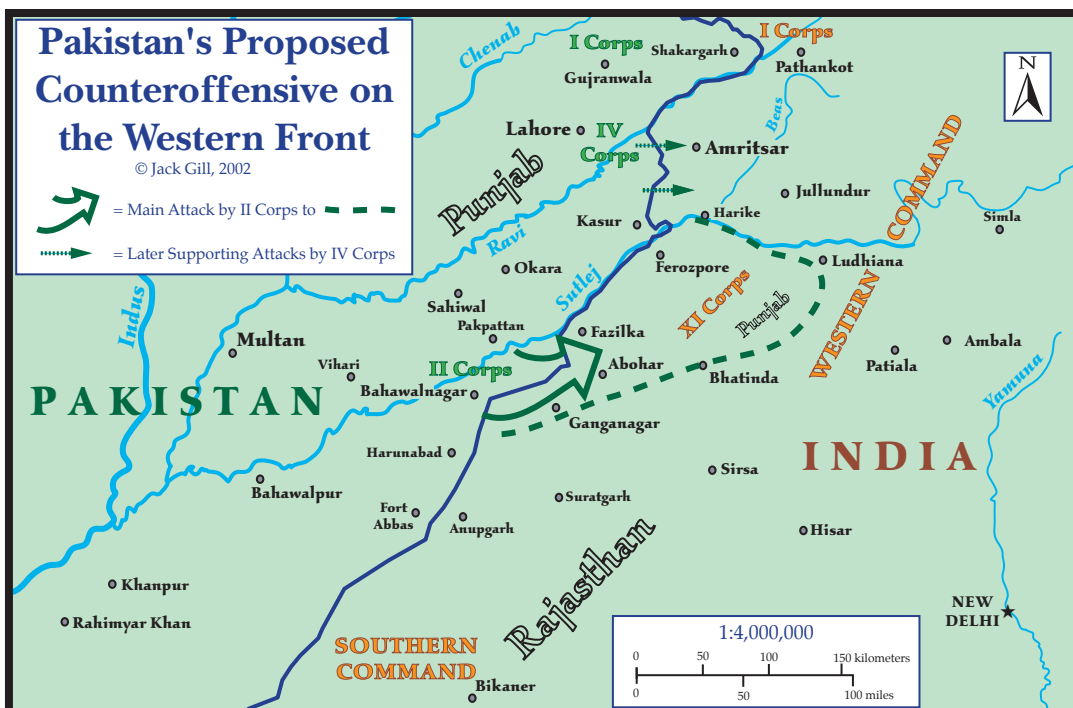 Pakistan's Proposed
Counteroffensive on
the Western Front
© Jack Gill, 2002
= Main Attack by II Corps to
= Later Supporting Attacks by IV Corps
Chenab
I Corps
Gujranwala
Shakargarh
I Corps
Pathankot
N
Beas
Lahore
IV
Corps
Amritsar
Punjab
Jullundur
COMMAND
Simla
Kasur
Harike
Ravi
Okara
Sutlej
Ferozpore
Ludhiana
Indus
Sahiwal
XI Corps
Punjab
WESTERN
Pakpattan
Fazilka
Multan
Vihari
II Corps
Abohar
Bhatinda
Patiala
Ambala
Yamuna
Bahawalnagar
PAKISTAN
Ganganagar
INDIA
Harunabad
Sirsa
Bahawalpur
Suratgarh
Fort
Abbas
Anupgarh
Hisar
Rajasthan
Khanpur
Rahimyar Khan
NEW
DELHI
SOUTHERN
COMMAND
Bikaner
1:4,000,000
0 50 100 150 kilometers
0 50 100 miles